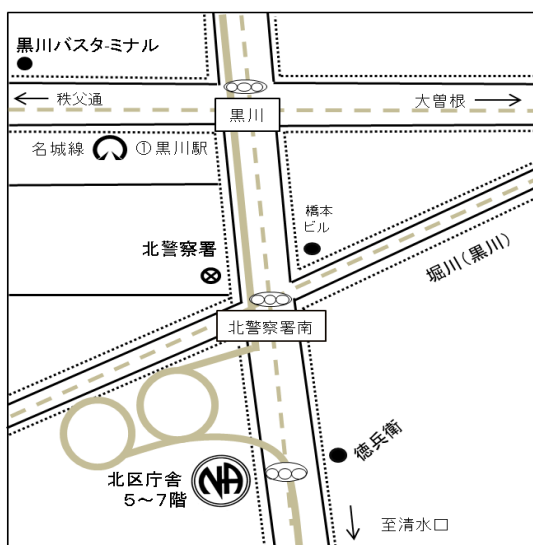 黒川バスタ-ミナル
← 秩父通
大曽根 →
黒川
名城線
①黒川駅
橋本
ビル
北警察署
堀川(黒川)
北警察署南
徳兵衛
北区庁舎
5～7階
至清水口